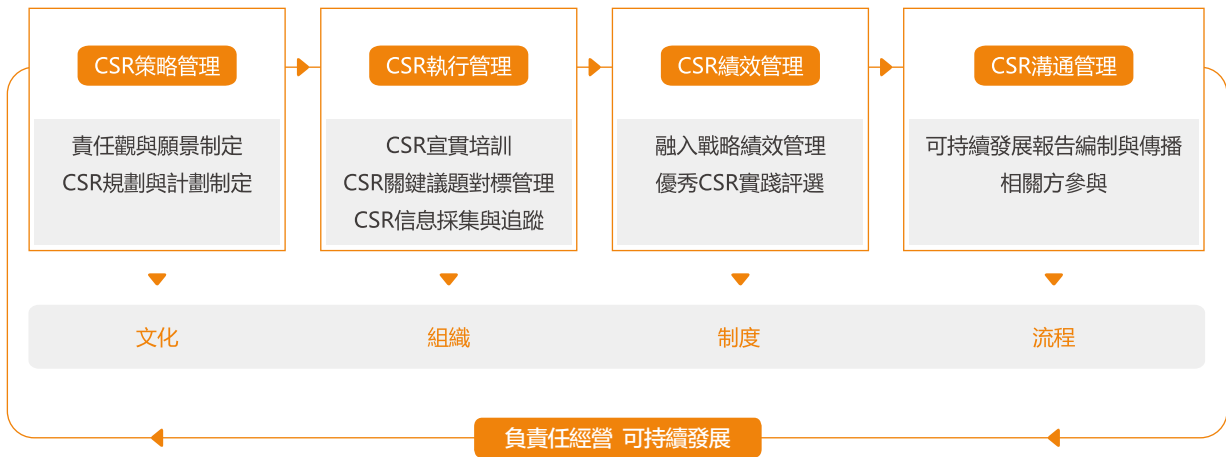 CSR策略管理
責任觀與願景制定
CSR規劃與計劃制定
CSR執行管理
CSR宣貫培訓
CSR關鍵議題對標管理
CSR信息採集與追蹤
CSR績效管理
融入戰略績效管理
優秀CSR實踐評選
CSR溝通管理
可持續發展報告編制與傳播
相關方參與
文化
組織
制度
流程
負責任經營 可持續發展